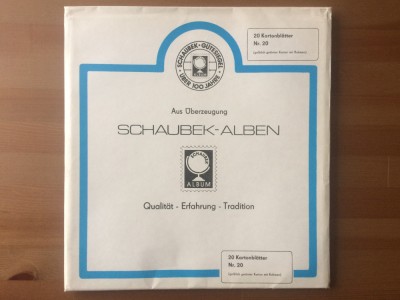 SCHAUBEK-GÜTESIEGEL
ÜBER 100 JAHRE
20 Kartonblätter
Nr. 20
Aus Überzeugung
SCHAUBEK-ALBEN
SCHAUBEK
ALBUM
Qualität - Erfahrung - Tradition
20 Kartonblätter
Nr. 20